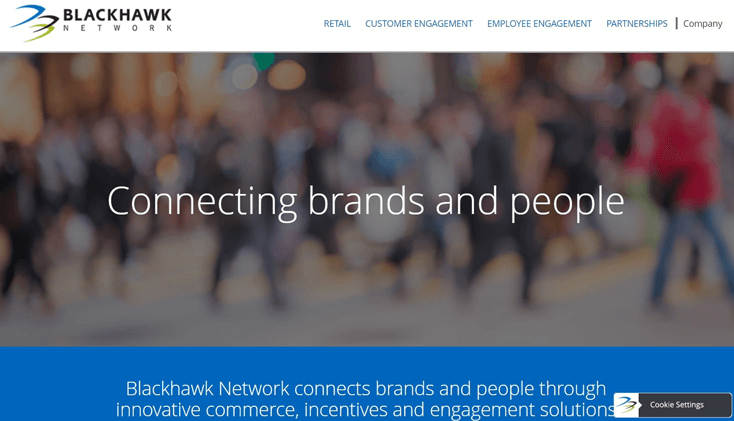 BLACKHAWK
NETWORK
RETAIL CUSTOMER ENGAGEMENT EMPLOYEE ENGAGEMENT PARTNERSHIPS Company
Connecting brands and people
Blackhawk Network connects brands and people through
innovative commerce, incentives and engagement solutions
Cookie Settings